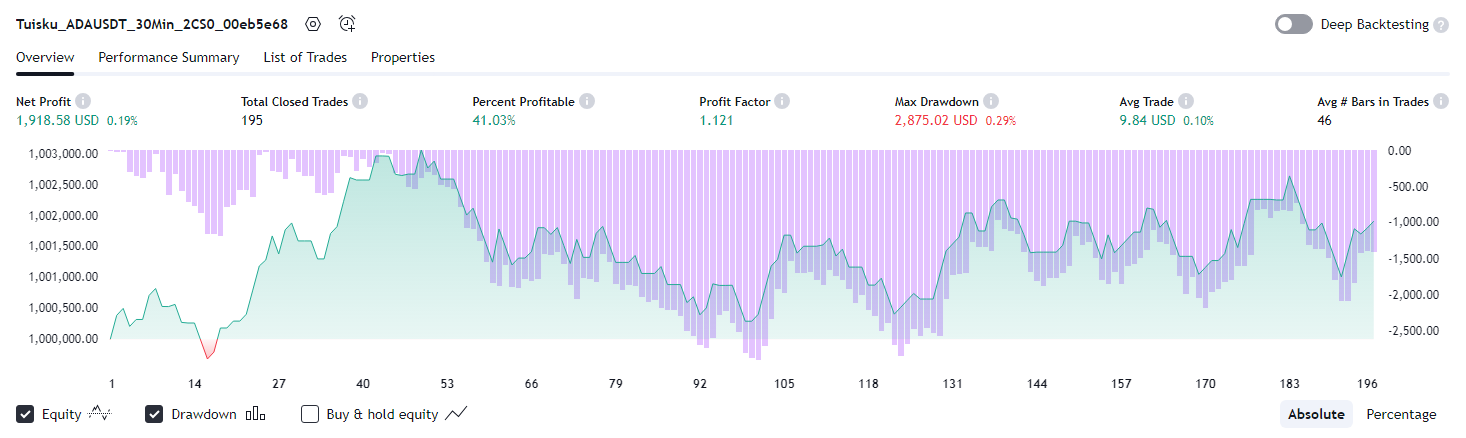 Tuisku_ADAUSDT_30Min_2CS0_00eb5e68
Deep Backtesting ?
Overview Performance Summary List of Trades Properties
Net Profit Total Closed Trades Percent Profitable Profit Factor Max Drawdown Avg Trade Avg # Bars in Trades
1,918.58 USD 0.19% 195 41.03% 1.121 2,875.02 USD 0.29% 9.84 USD 0.10% 46
1,003,000.00 0.00
1,002,500.00 -500.00
1,002,000.00 -1,000.00
1,001,500.00 -1,500.00
1,001,000.00
1,000,500.00 -2,000.00
1,000,000.00 -2,500.00
1 14 27 40 53 66 79 92 105 118 131 144 157 170 183 196
Equity Drawdown Buy & hold equity Absolute Percentage